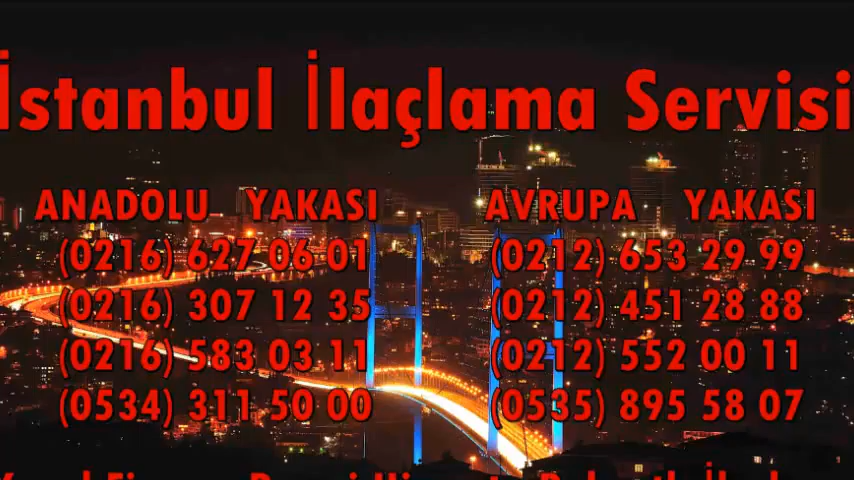 İstanbul İlaçlama Servisi
ANADOLU YAKASI AVRUPA YAKASI
(0216) 627 06 01 (0212) 653 29 99
(0216) 307 12 35 (0212) 451 28 88
(0216) 583 03 11 (0212) 552 00 11
(0534) 311 50 00 (0535) 895 58 07